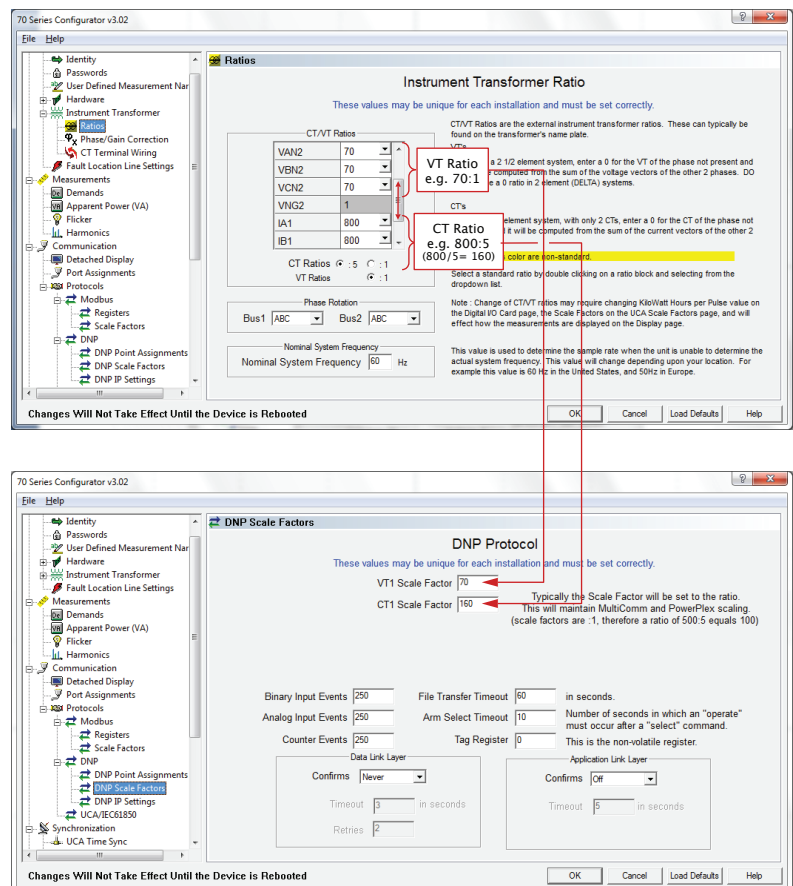 70 Series Configurator v3.02
File Help
Identity
Passwords
User Defined Measurement Nar
Hardware
Instrument Transformer
Ratios
Phase/Gain Correction
CT Terminal Wiring
Fault Location Line Settings
Measurements
Demands
Apparent Power (VA)
Flicker
Harmonics
Communication
Detached Display
Port Assignments
Protocols
Modbus
Registers
Scale Factors
DNP
DNP Point Assignments
DNP Scale Factors
DNP IP Settings
Ratios
Instrument Transformer Ratio
These values may be unique for each installation and must be set correctly.
CT/VT Ratios
VAN2 70
VBN2 70
VCN2 70
VNG2 1
IA1 800
IB1 800
CT Ratios :5 :1
VT Ratios :1
VT Ratio
e.g. 70:1
CT Ratio
e.g. 800:5
(800/5= 160)
CT/VT Ratios are the external instrument transformer ratios. These can typically be
found on the transformer's name plate.
VT's
a 2 1/2 element system, enter a 0 for the VT of the phase not present and
computed from the sum of the voltage vectors of the other 2 phases. DO
e a 0 ratio in 2 element (DELTA) systems.
CT's
element system, with only 2 CTs, enter a 0 for the CT of the phase not
it will be computed from the sum of the current vectors of the other 2
color are non-standard.
Select a standard ratio by double clicking on a ratio block and selecting from the
dropdown list.
Phase Rotation
Bus1 ABC Bus2 ABC
Note : Change of CT/VT ratios may require changing KiloWatt Hours per Pulse value on
the Digital I/O Card page, the Scale Factors on the UCA Scale Factors page, and will
effect how the measurements are displayed on the Display page.
Nominal System Frequency
Nominal System Frequency 60 Hz
This value is used to determine the sample rate when the unit is unable to determine the
actual system frequency. This value will change depending upon your location. For
example this value is 60 Hz in the United States, and 50Hz in Europe.
Changes Will Not Take Effect Until the Device is Rebooted
OK Cancel Load Defaults Help
70 Series Configurator v3.02
File Help
Identity
Passwords
User Defined Measurement Nar
Hardware
Instrument Transformer
Fault Location Line Settings
Measurements
Demands
Apparent Power (VA)
Flicker
Harmonics
Communication
Detached Display
Port Assignments
Protocols
Modbus
Registers
Scale Factors
DNP
DNP Point Assignments
DNP Scale Factors
DNP IP Settings
UCA/IEC61850
Synchronization
UCA Time Sync
DNP Scale Factors
DNP Protocol
These values may be unique for each installation and must be set correctly.
VT1 Scale Factor 70
CT1 Scale Factor 160
Typically the Scale Factor will be set to the ratio.
This will maintain MultiComm and PowerPlex scaling.
(scale factors are :1, therefore a ratio of 500:5 equals 100)
Binary Input Events 250 File Transfer Timeout 60 in seconds.
Analog Input Events 250 Arm Select Timeout 10 Number of seconds in which an "operate"
must occur after a "select" command.
Counter Events 250 Tag Register 0 This is the non-volatile register.
Data Link Layer
Confirms Never
Timeout 3 in seconds
Retries 2
Application Link Layer
Confirms Off
Timeout 5 in seconds
Changes Will Not Take Effect Until the Device is Rebooted
OK Cancel Load Defaults Help